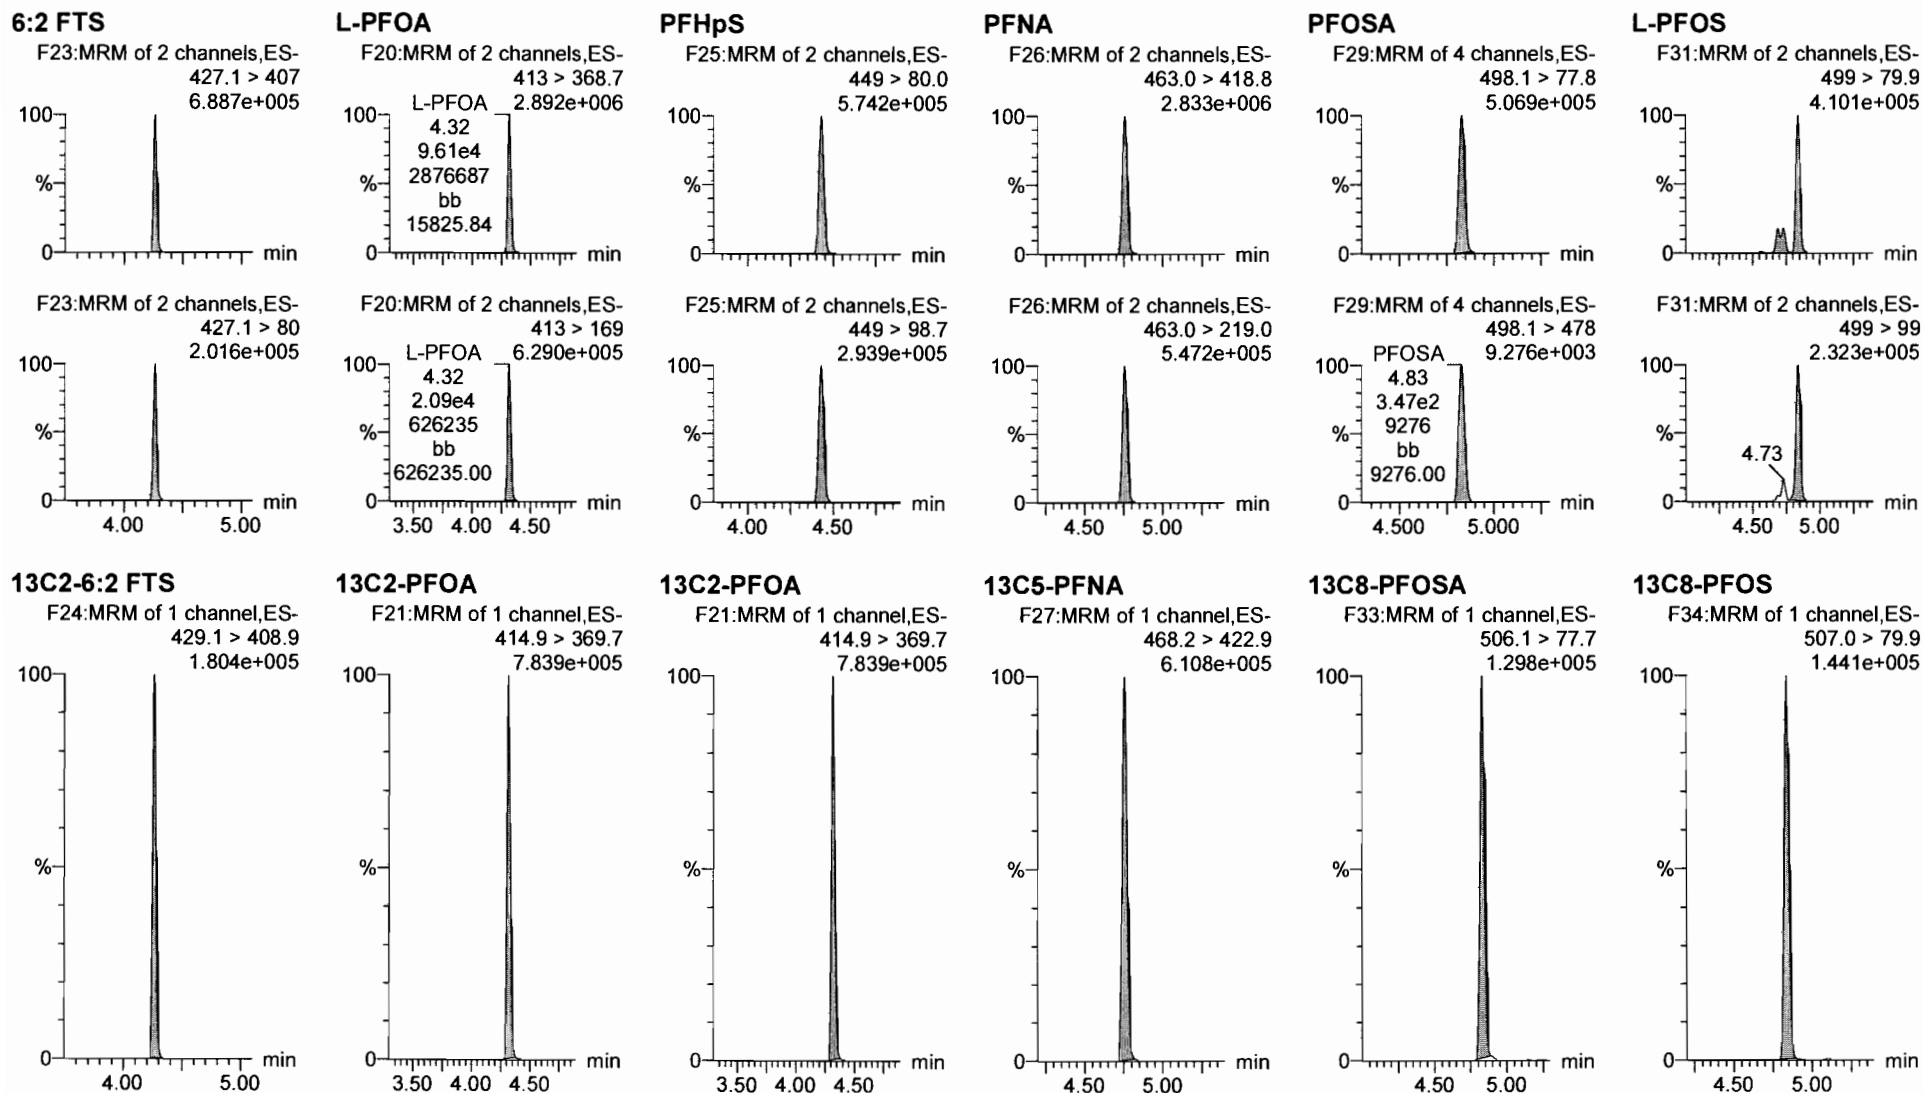 6:2 FTS
F23:MRM of 2 channels,ES-
427.1 > 407
6.887e+005
100
%
0
min
L-PFOA
F20:MRM of 2 channels,ES-
413 > 368.7
L-PFOA 2.892e+006
100
4.32
9.61e4
2876687
%
bb
15825.84
0
min
PFHpS
F25:MRM of 2 channels,ES-
449 > 80.0
5.742e+005
100
%
0
min
PFNA
F26:MRM of 2 channels,ES-
463.0 > 418.8
2.833e+006
100
%
0
min
PFOSA
F29:MRM of 4 channels,ES-
498.1 > 77.8
5.069e+005
100
%
0
min
L-PFOS
F31:MRM of 2 channels,ES-
499 > 79.9
4.101e+005
100
%
0
min
F23:MRM of 2 channels,ES-
427.1 > 80
2.016e+005
100
%
0
min
4.00 5.00
F20:MRM of 2 channels,ES-
413 > 169
L-PFOA 6.290e+005
100
4.32
2.09e4
626235
%
bb
626235.00
0
min
3.50 4.00 4.50
F25:MRM of 2 channels,ES-
449 > 98.7
2.939e+005
100
%
0
min
4.00 4.50
F26:MRM of 2 channels,ES-
463.0 > 219.0
5.472e+005
100
%
0
min
4.50 5.00
F29:MRM of 4 channels,ES-
498.1 > 478
PFOSA 9.276e+003
100
4.83
3.47e2
9276
%
bb
9276.00
0
min
4.500 5.000
F31:MRM of 2 channels,ES-
499 > 99
2.323e+005
100
%
4.73
0
min
4.50 5.00
13C2-6:2 FTS
F24:MRM of 1 channel,ES-
429.1 > 408.9
1.804e+005
100
%
0
min
4.00 5.00
13C2-PFOA
F21:MRM of 1 channel,ES-
414.9 > 369.7
7.839e+005
100
%
0
min
3.50 4.00 4.50
13C2-PFOA
F21:MRM of 1 channel,ES-
414.9 > 369.7
7.839e+005
100
%
0
min
3.50 4.00 4.50
13C5-PFNA
F27:MRM of 1 channel,ES-
468.2 > 422.9
6.108e+005
100
%
0
min
4.50 5.00
13C8-PFOSA
F33:MRM of 1 channel,ES-
506.1 > 77.7
1.298e+005
100
%
0
min
4.50 5.00
13C8-PFOS
F34:MRM of 1 channel,ES-
507.0 > 79.9
1.441e+005
100
%
0
min
4.50 5.00